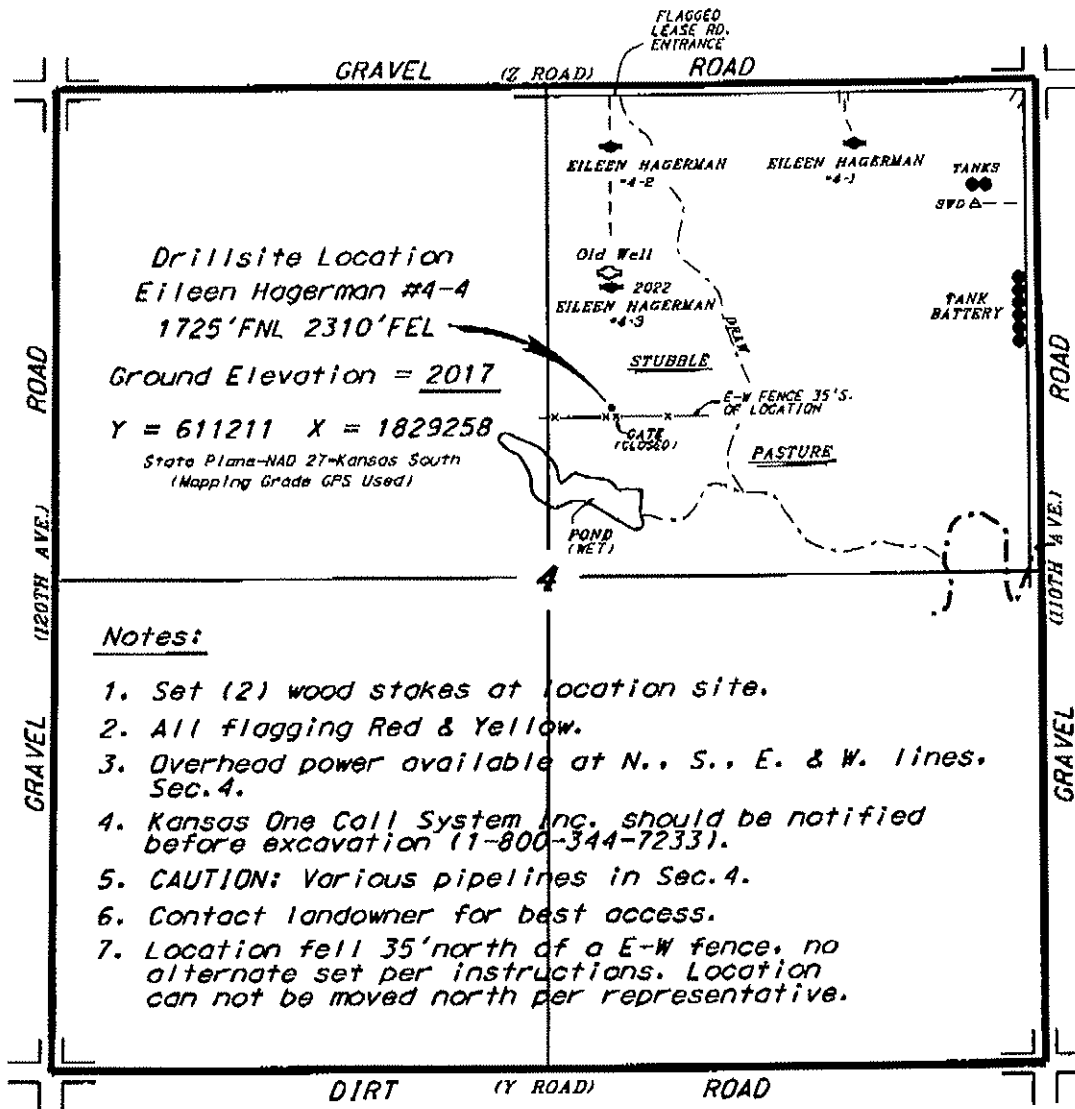 FLAGGED
LEASE RD.
ENTRANCE
GRAVEL (Z ROAD) ROAD
EILEEN HAGERMAN
#4-2
EILEEN HAGERMAN
#4-1
TANKS
SWD
Drillsite Location
Eileen Hagerman #4-4
1725'FNL 2310'FEL
Ground Elevation = 2017
Y = 611211 X = 1829258
State Plane-NAD 27-Kansas South
(Mapping Grade GPS Used)
Old Well
2022
EILEEN HAGERMAN
#4-3
TANK
BATTERY
DRAW
STUBBLE
E-W FENCE 35'S.
OF LOCATION
GATE
(CLOSED)
PASTURE
POND
(WET)
4
GRAVEL (120TH AVE.) ROAD
GRAVEL (110TH AVE.) ROAD
Notes:
1. Set (2) wood stakes at location site.
2. All flagging Red & Yellow.
3. Overhead power available at N., S., E. & W. lines,
Sec.4.
4. Kansas One Call System Inc. should be notified
before excavation (1-800-344-7233).
5. CAUTION: Various pipelines in Sec.4.
6. Contact landowner for best access.
7. Location fell 35'north of a E-W fence, no
alternate set per instructions. Location
can not be moved north per representative.
DIRT (Y ROAD) ROAD